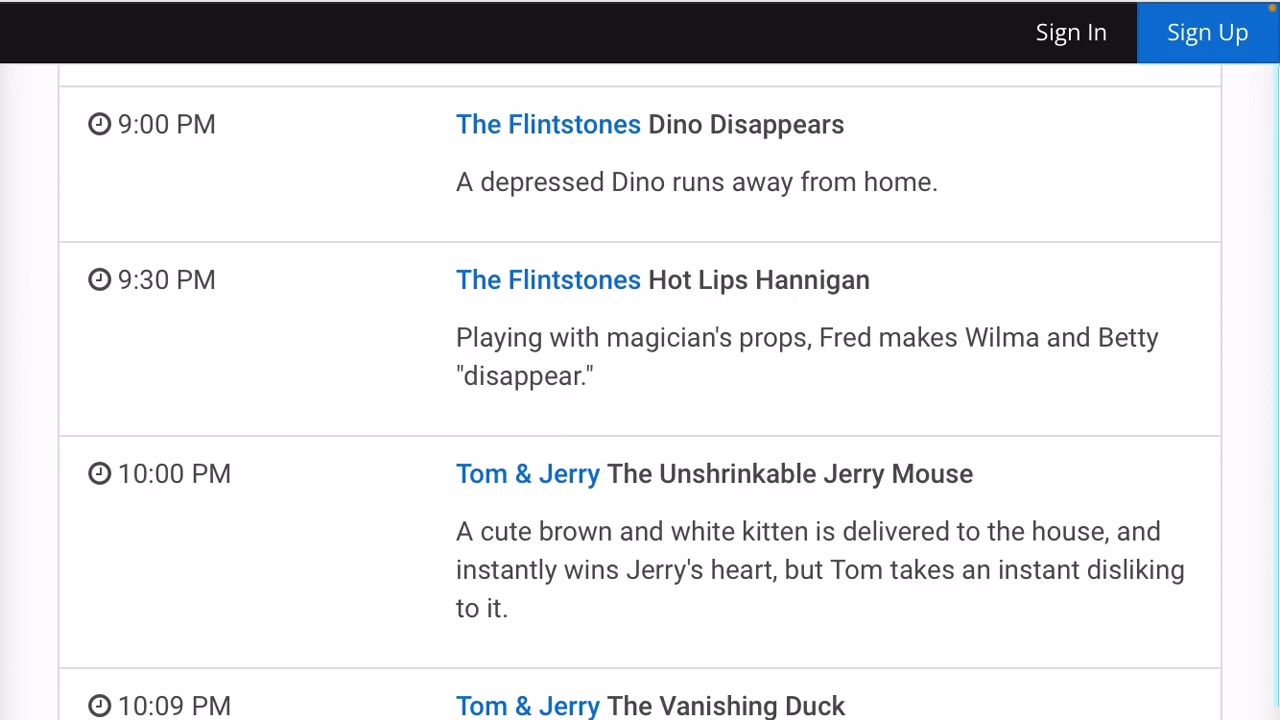 Sign In
Sign Up
9:00 PM
The Flintstones Dino Disappears
A depressed Dino runs away from home.
9:30 PM
The Flintstones Hot Lips Hannigan
Playing with magician's props, Fred makes Wilma and Betty
"disappear."
10:00 PM
Tom & Jerry The Unshrinkable Jerry Mouse
A cute brown and white kitten is delivered to the house, and
instantly wins Jerry's heart, but Tom takes an instant disliking
to it.
10:09 PM
Tom & Jerry The Vanishing Duck